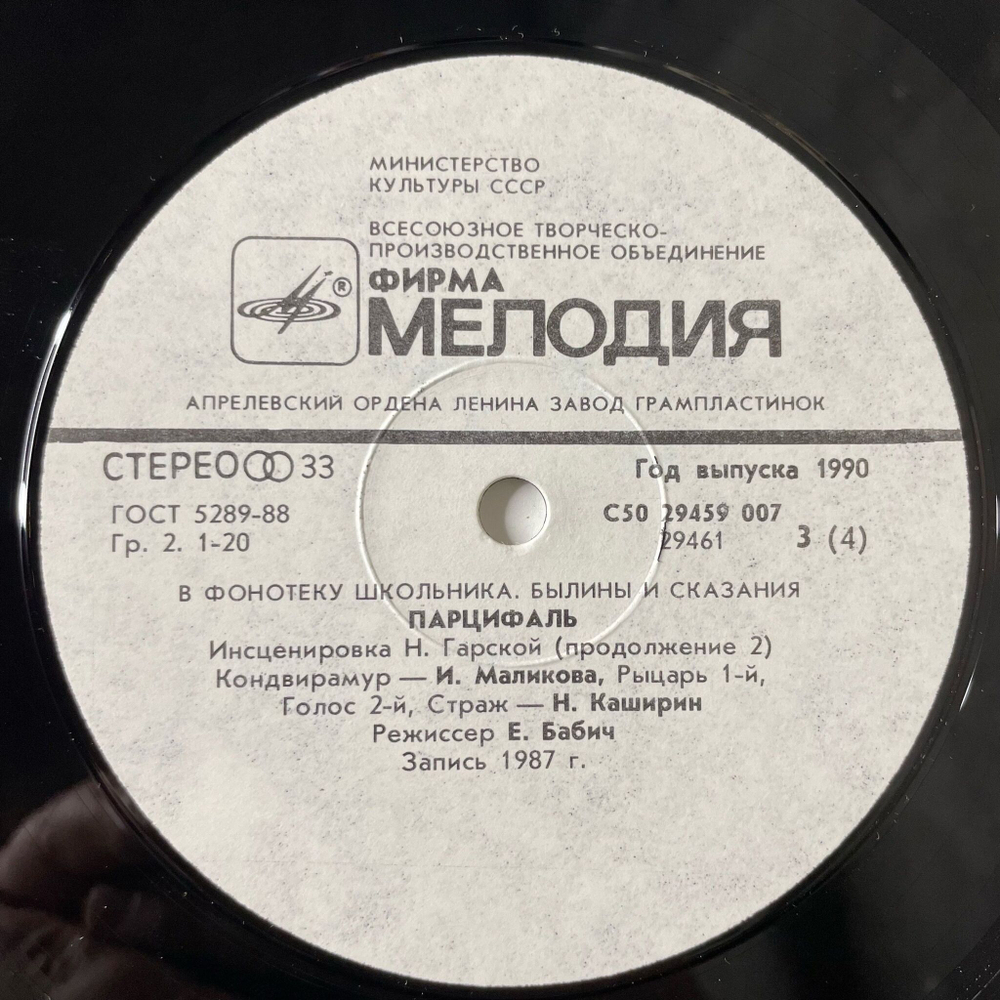 МИНИСТЕРСТВО
КУЛЬТУРЫ СССР
ВСЕСОЮЗНОЕ ТВОРЧЕСКО-
ПРОИЗВОДСТВЕННОЕ ОБЪЕДИНЕНИЕ
ФИРМА
®
МЕЛОДИЯ
АПРЕЛЕВСКИЙ ОРДЕНА ЛЕНИНА ЗАВОД ГРАМПЛАСТИНОК
СТЕРЕО 33 Год выпуска 1990
ГОСТ 5289-88 С50 29459 007
Гр. 2. 1-20 29461 3 (4)
В ФОНОТЕКУ ШКОЛЬНИКА. БЫЛИНЫ И СКАЗАНИЯ
ПАРЦИФАЛЬ
Инсценировка Н. Гарской (продолжение 2)
Кондвирамур — И. Маликова, Рыцарь 1-й,
Голос 2-й, Страж — Н. Каширин
Режиссер Е. Бабич
Запись 1987 г.